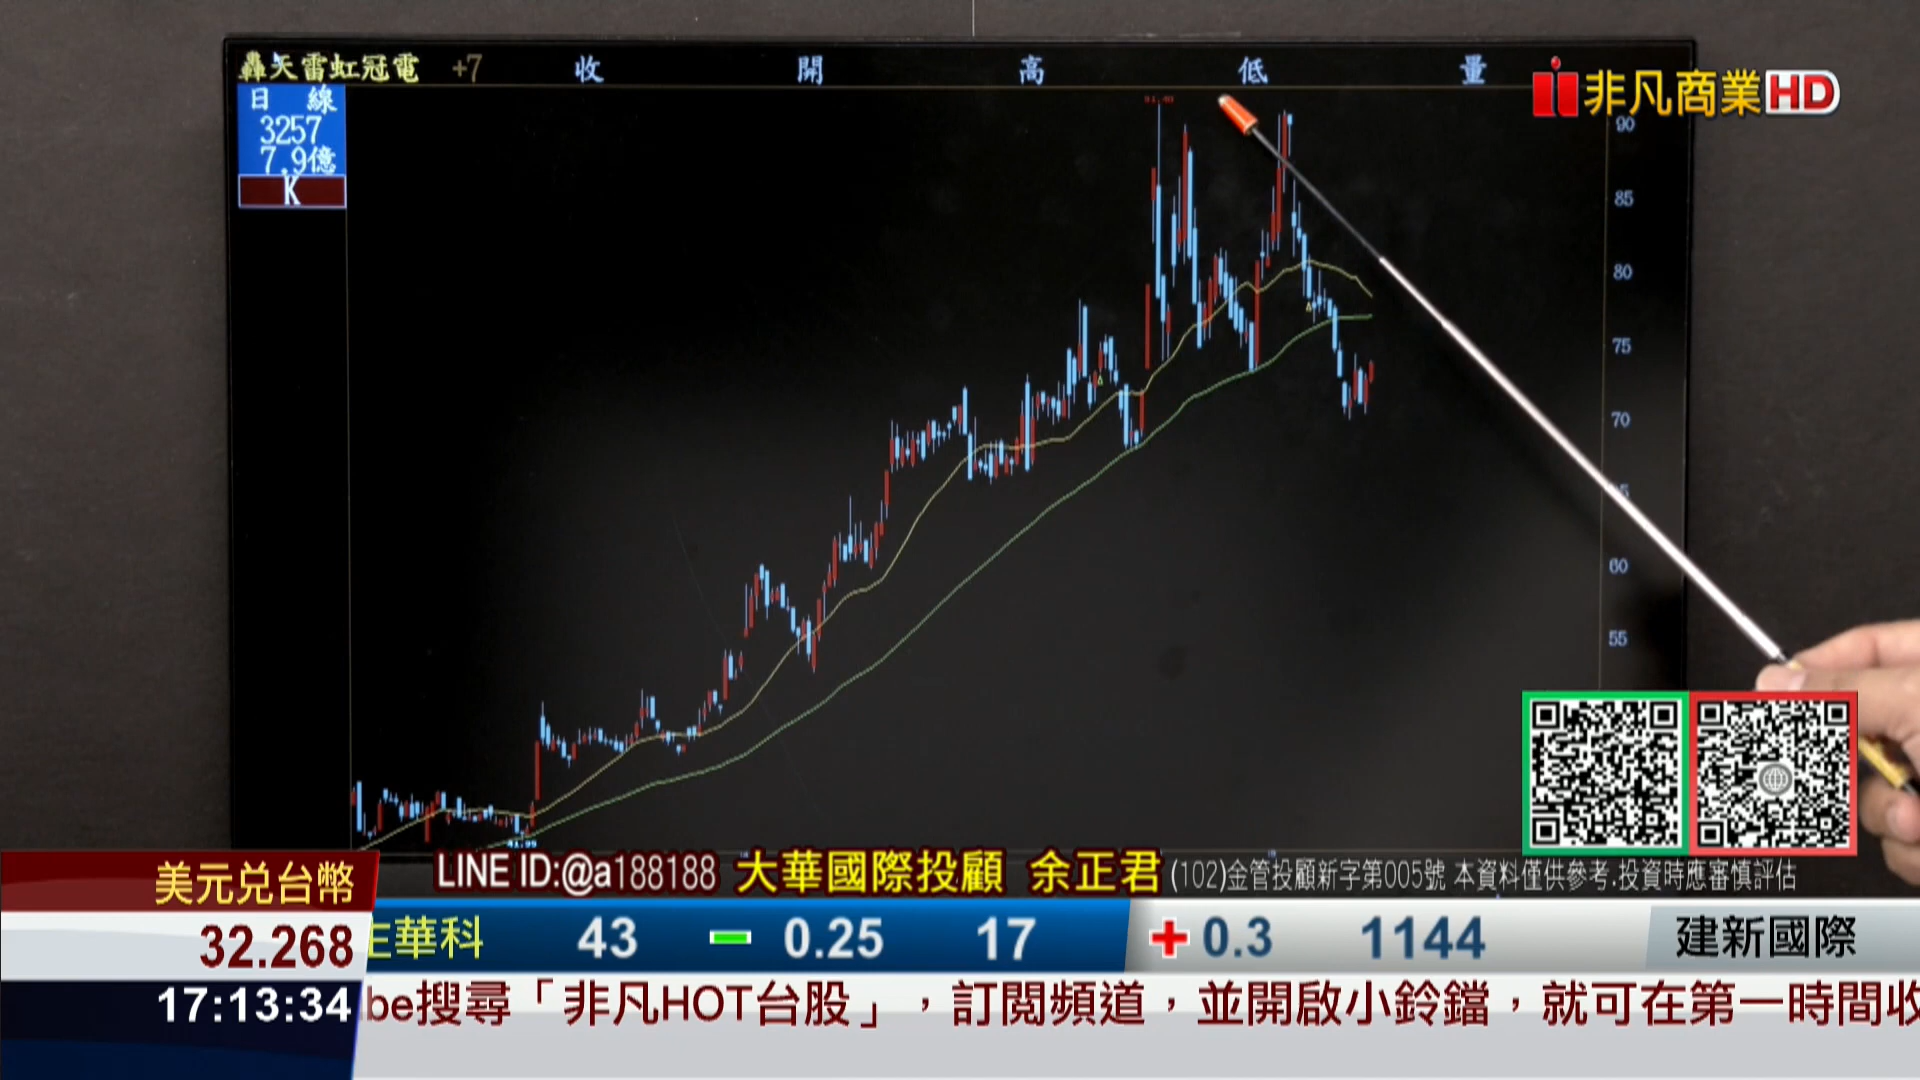 轟天雷虹冠電 +7 收 開 高 低 量
日線
3257
7.9億
K
非凡商業HD
91.40
90
85
80
75
70
60
55
41.99
LINE ID:@a188188 大華國際投顧 余正君 (102)金管投顧新字第005號 本資料僅供參考.投資時應審慎評估
美元兌台幣
32.268
17:13:34
華科 43 0.25 17 0.3 1144 建新國際
be搜尋「非凡HOT台股」，訂閱頻道，並開啟小鈴鐺，就可在第一時間收